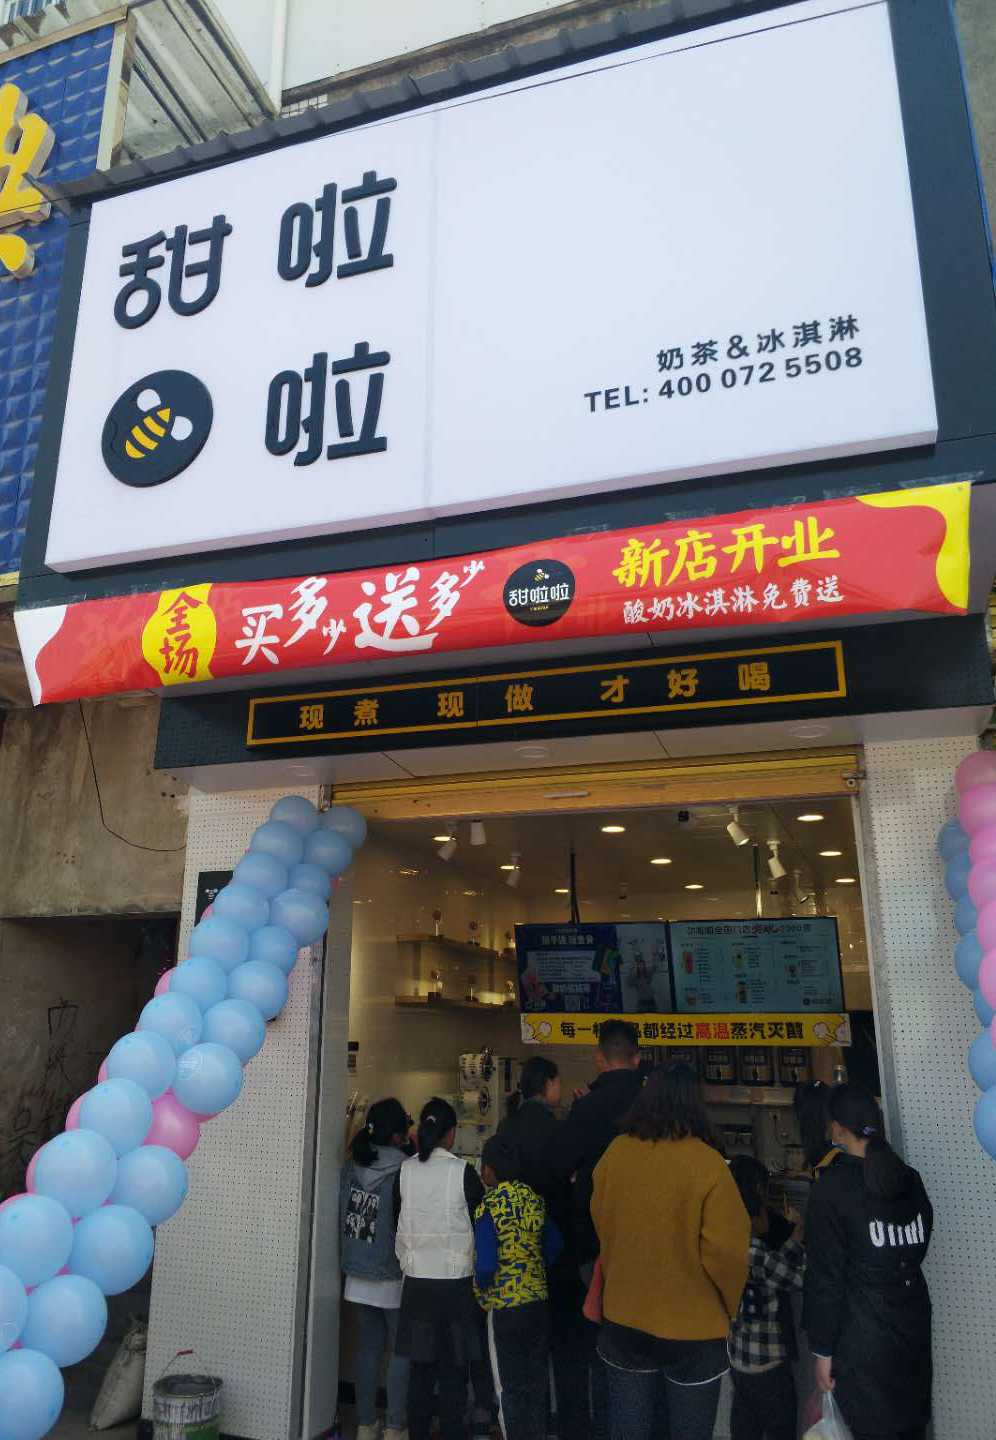 甜啦
啦
奶茶&冰淇淋
TEL: 400 072 5508
全场
买多少送多少
甜啦啦
新店开业
酸奶冰淇淋免费送
现煮 现做 才好喝
每一 品都经过高温蒸汽灭菌